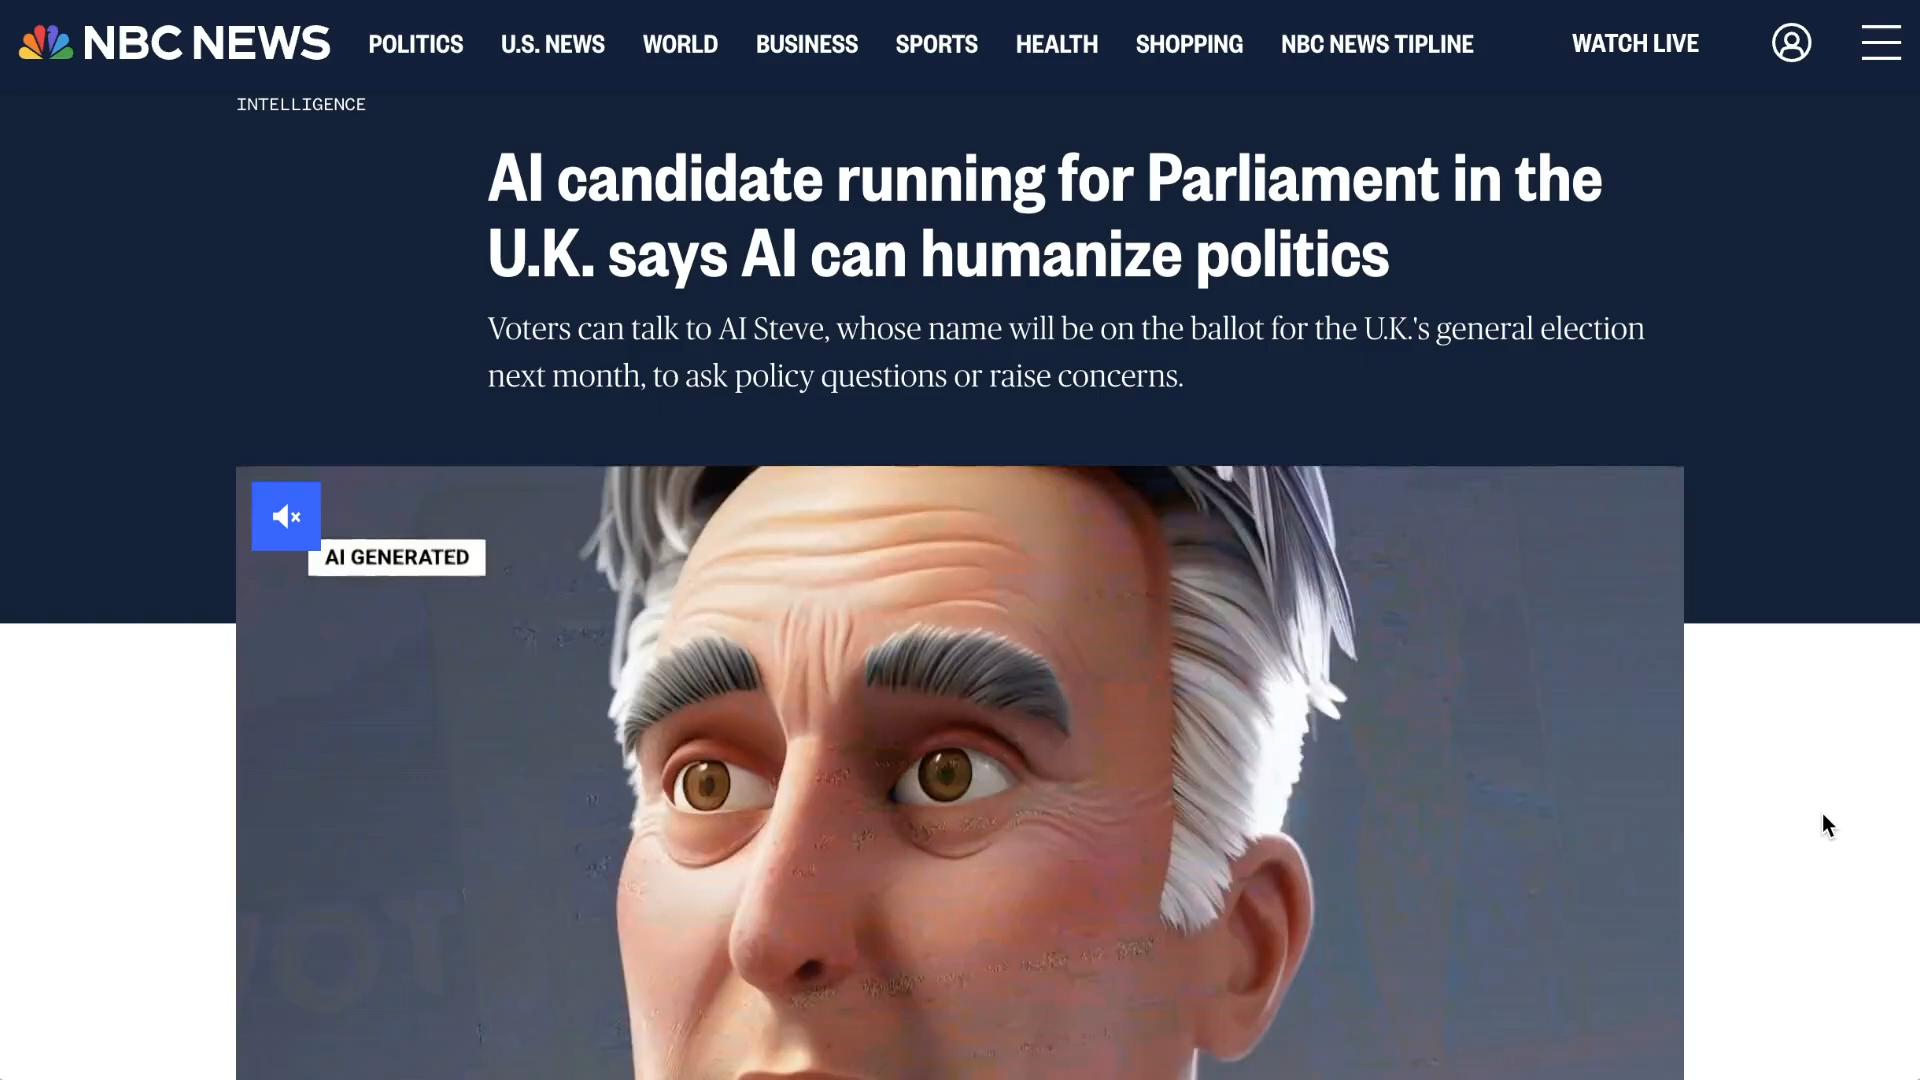 NBC NEWS
POLITICS
U.S. NEWS
WORLD
BUSINESS
SPORTS
HEALTH
SHOPPING
NBC NEWS TIPLINE
WATCH LIVE
INTELLIGENCE
AI candidate running for Parliament in the
U.K. says AI can humanize politics
Voters can talk to AI Steve, whose name will be on the ballot for the U.K.'s general election
next month, to ask policy questions or raise concerns.
AI GENERATED